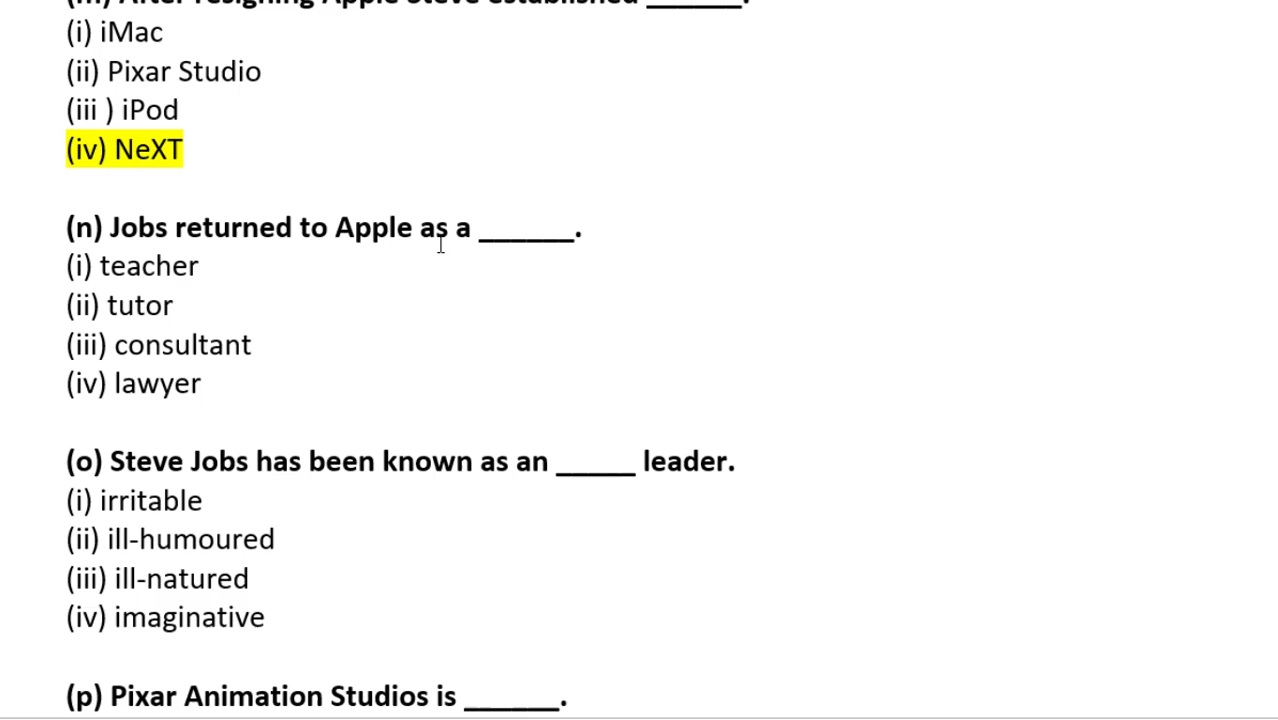 (m) After resigning Apple Steve established ______.
(i) iMac
(ii) Pixar Studio
(iii ) iPod
(iv) NeXT
(n) Jobs returned to Apple as a ______.
(i) teacher
(ii) tutor
(iii) consultant
(iv) lawyer
(o) Steve Jobs has been known as an _____ leader.
(i) irritable
(ii) ill-humoured
(iii) ill-natured
(iv) imaginative
(p) Pixar Animation Studios is ______.